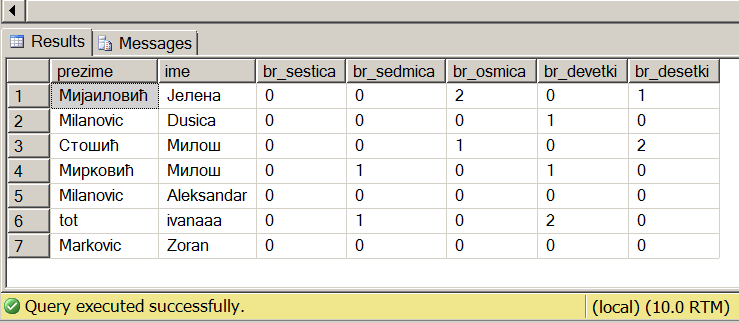 Results Messages
prezime ime br_sestica br_sedmica br_osmica br_devetki br_desetki
1 Мијаиловић Јелена 0 0 2 0 1
2 Milanovic Dusica 0 0 0 1 0
3 Стошић Милош 0 0 1 0 2
4 Мирковић Милош 0 1 0 1 0
5 Milanovic Aleksandar 0 0 0 0 0
6 tot ivanaaa 0 1 0 2 0
7 Markovic Zoran 0 0 0 0 0
Query executed successfully. (local) (10.0 RTM)